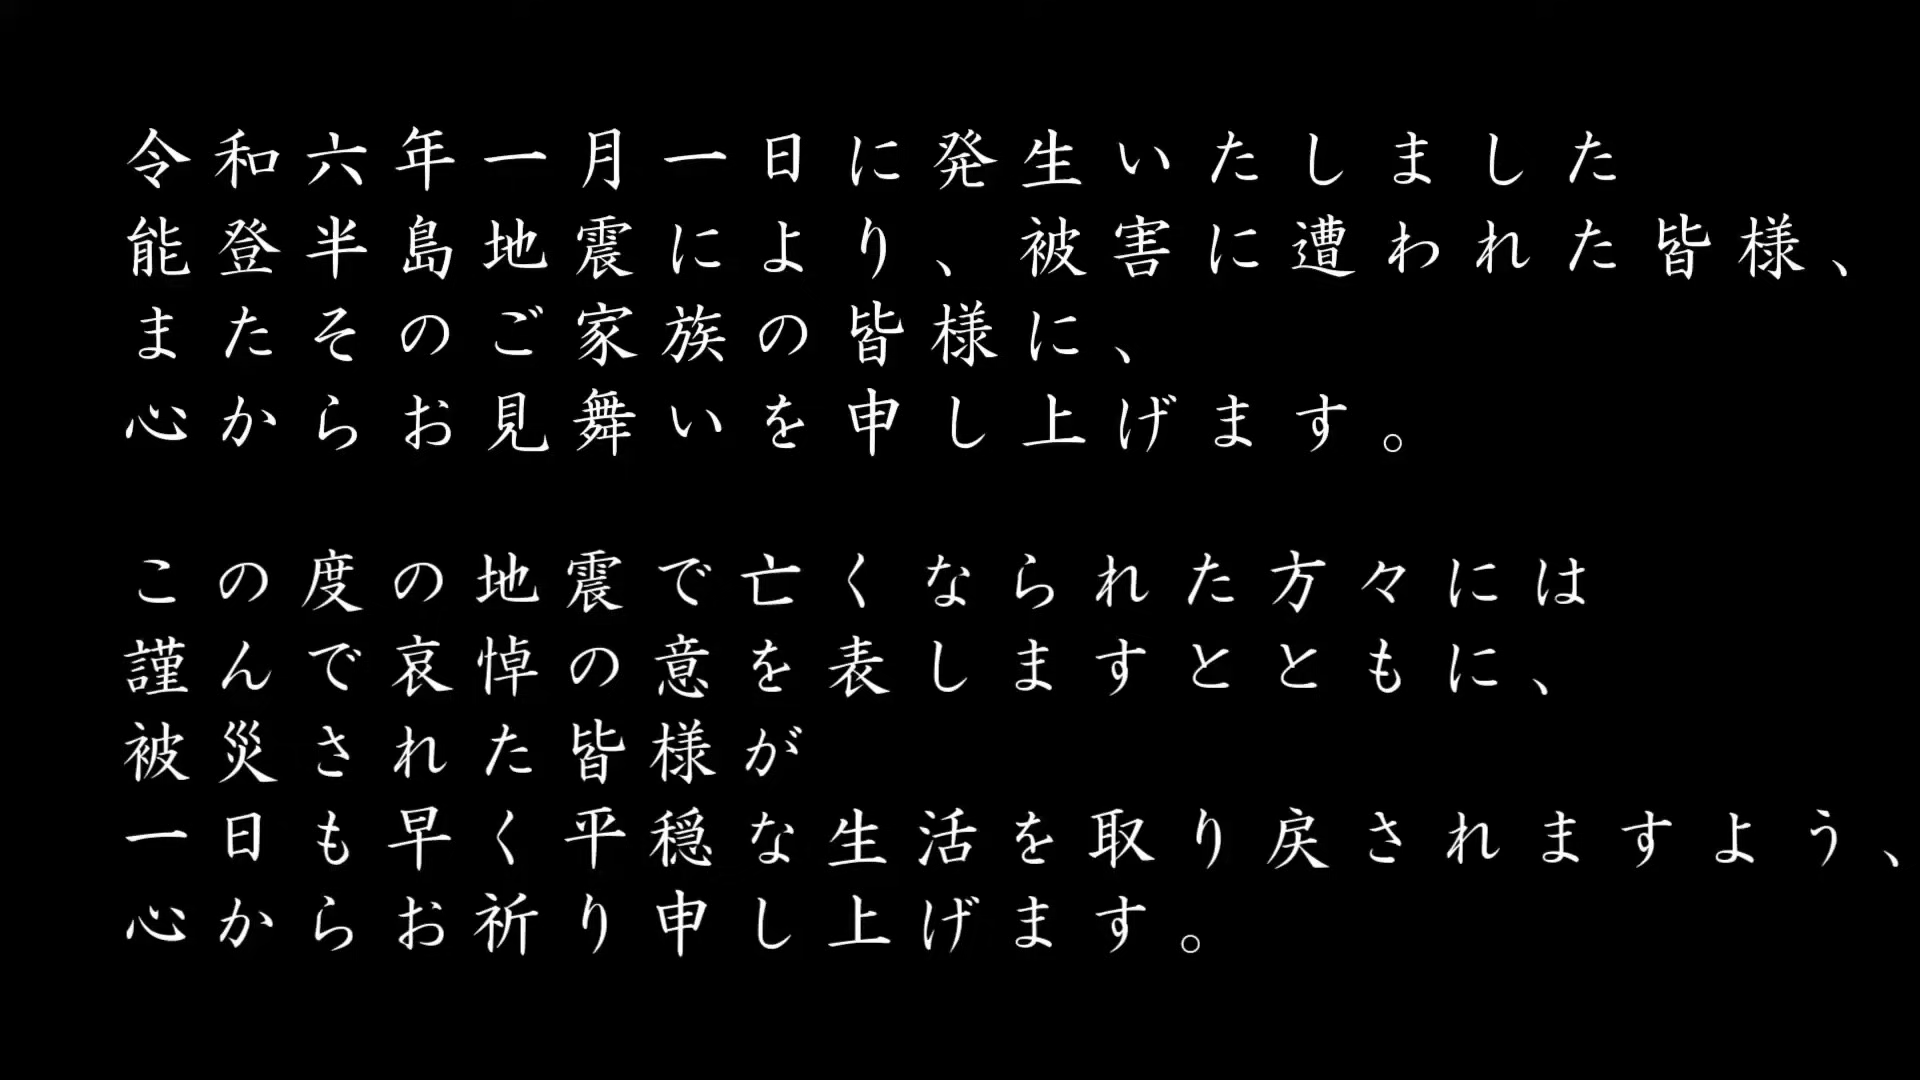 令和六年一月一日に発生いたしました
能登半島地震により、被害に遭われた皆様、
またそのご家族の皆様に、
心からお見舞いを申し上げます。
この度の地震で亡くなられた方々には
謹んで哀悼の意を表しますとともに、
被災された皆様が
一日も早く平穏な生活を取り戻されますよう、
心からお祈り申し上げます。